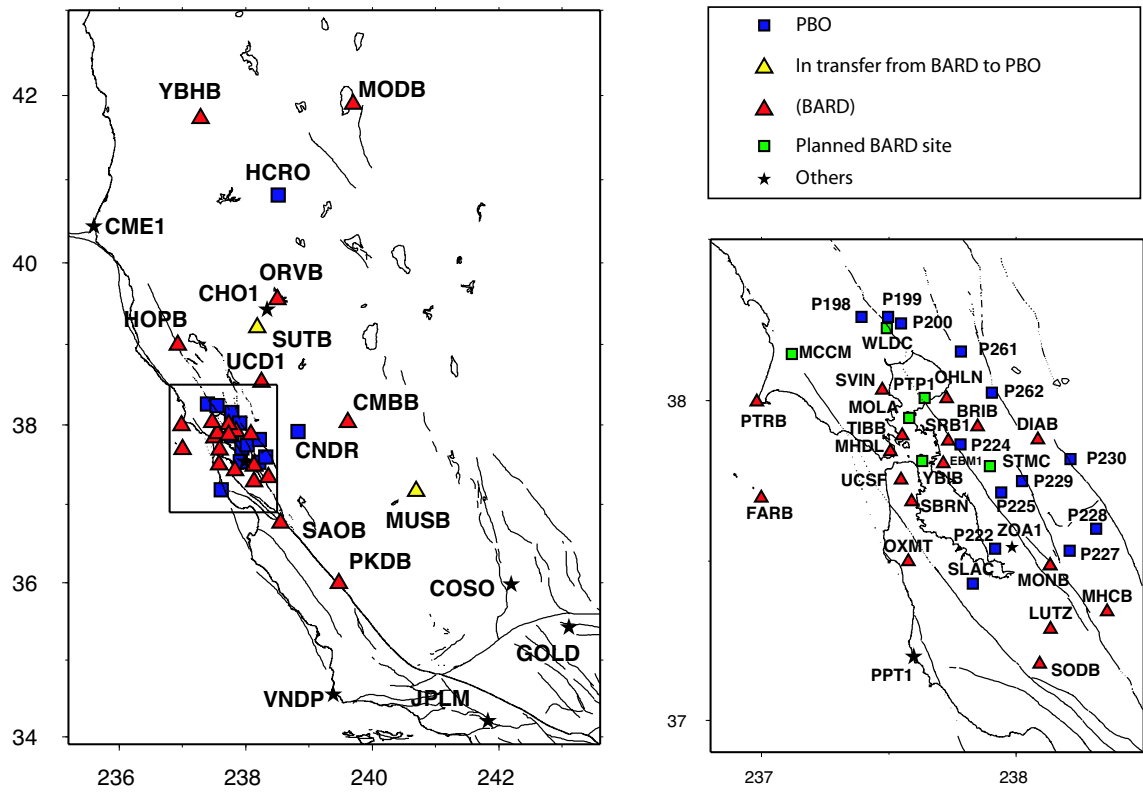 42
40
38
36
34
236
238
240
242
YBHB
MODB
HCRO
CME1
ORVB
CHO1
HOPB
SUTB
UCD1
CMBB
CNDR
MUSB
SAOB
PKDB
COSO
GOLD
VNDP
JPLM
PBO
In transfer from BARD to PBO
(BARD)
Planned BARD site
Others
38
37
237
238
P198
P199
P200
WLDC
MCCM
P261
SVIN
PTP1
OHLN
P262
PTRB
MOLA
BRIB
TIBB
SRB1
DIAB
MHDL
P224
EBM1
STMC
P230
UCSF
YBIB
P229
FARB
SBRN
P225
P228
P222
ZOA1
OXMT
P227
SLAC
MONB
MHCB
LUTZ
PPT1
SODB